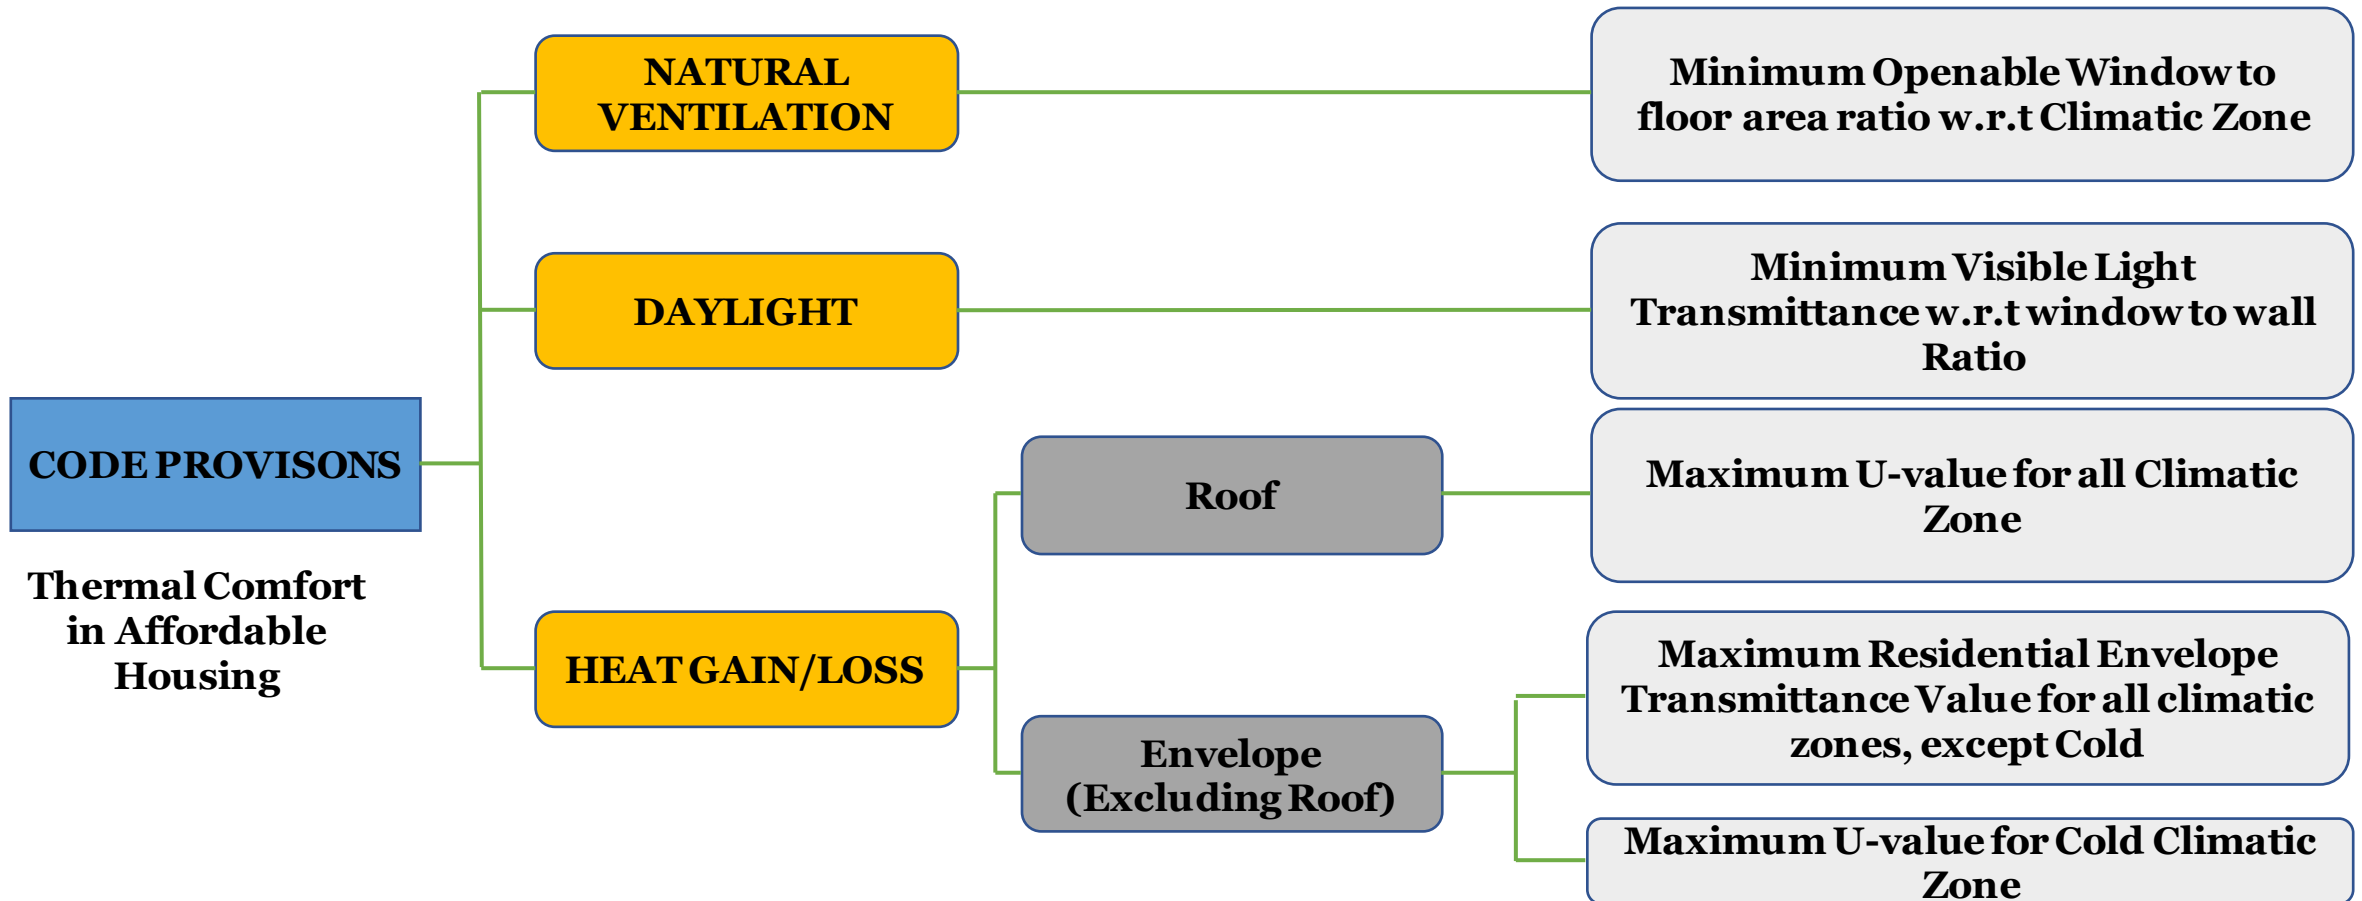 NATURAL
VENTILATION
Minimum Openable Window to
floor area ratio w.r.t Climatic Zone
DAYLIGHT
Minimum Visible Light
Transmittance w.r.t window to wall
Ratio
CODE PROVISONS
Thermal Comfort
in Affordable
Housing
HEAT GAIN/LOSS
Roof
Maximum U-value for all Climatic
Zone
Envelope
(Excluding Roof)
Maximum Residential Envelope
Transmittance Value for all climatic
zones, except Cold
Maximum U-value for Cold Climatic
Zone